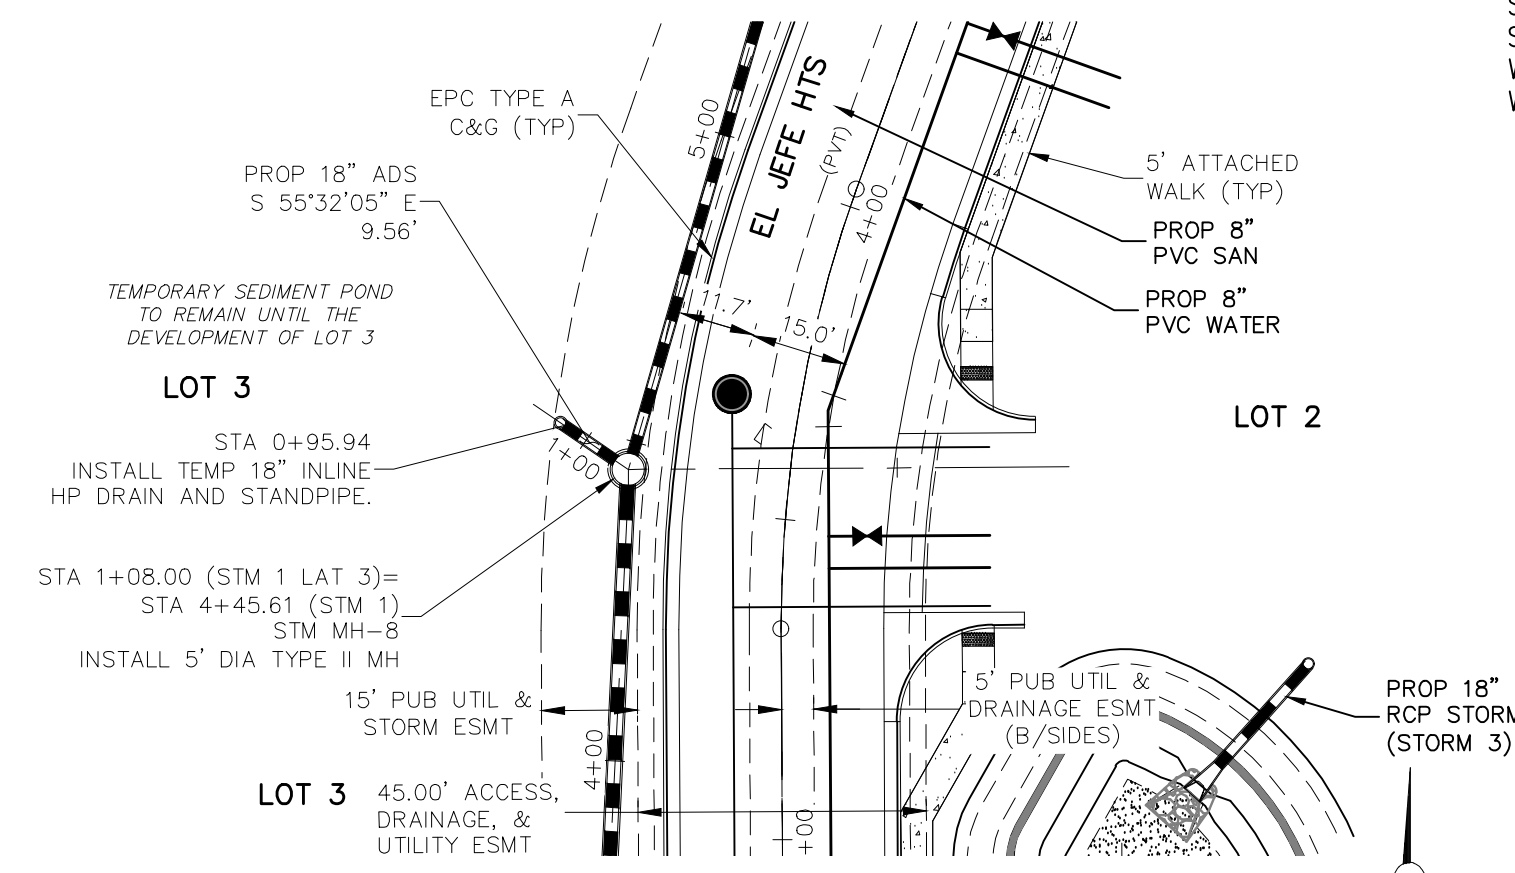 EPC TYPE A
C&G (TYP)
5+00
EL JEFE HTS
(PVT)
4+00
PROP 18" ADS
S 55°32'05" E
9.56'
5' ATTACHED
WALK (TYP)
PROP 8"
PVC SAN
PROP 8"
PVC WATER
TEMPORARY SEDIMENT POND
TO REMAIN UNTIL THE
DEVELOPMENT OF LOT 3
11.7'
15.0'
LOT 3
LOT 2
STA 0+95.94
INSTALL TEMP 18" INLINE
HP DRAIN AND STANDPIPE.
1+00
STA 1+08.00 (STM 1 LAT 3)=
STA 4+45.61 (STM 1)
STM MH-8
INSTALL 5' DIA TYPE II MH
15' PUB UTIL &
STORM ESMT
5' PUB UTIL &
DRAINAGE ESMT
(B/SIDES)
PROP 18"
RCP STORM
(STORM 3)
4+00
LOT 3
45.00' ACCESS,
DRAINAGE, &
UTILITY ESMT
+00